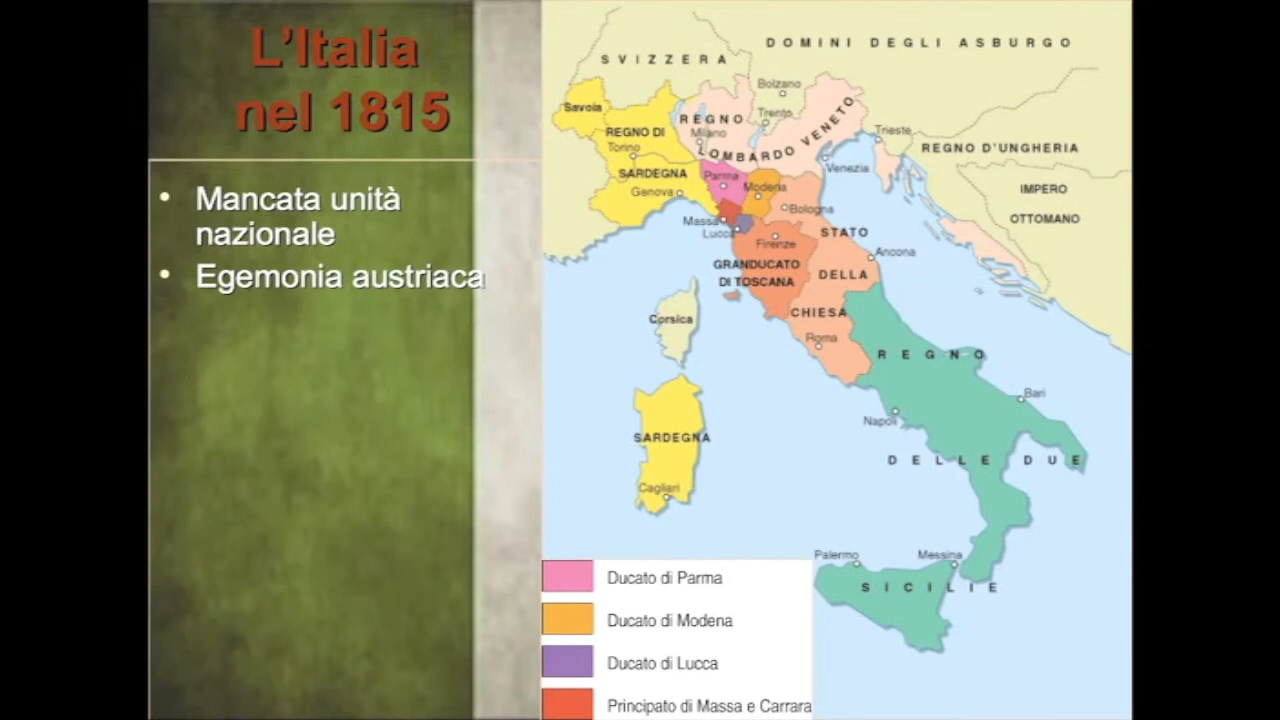 L'Italia
nel 1815
• Mancata unità
nazionale
• Egemonia austriaca
DOMINI DEGLI ASBURGO
SVIZZERA
Bolzano
Savoia
Trento
REGNO
REGNO DI
Milano
LOMBARDO VENETO
Trieste
Torino
REGNO D'UNGHERIA
Venezia
SARDEGNA
Parma
Modena
Genova
IMPERO
OTTOMANO
Bologna
Massa
Lucca
STATO
Firenze
Ancona
GRANDUCATO
DI TOSCANA
DELLA
CHIESA
Corsica
Roma
REGNO
Bari
Napoli
SARDEGNA
DELLE DUE
Cagliari
Palermo
Messina
SICILIE
Ducato di Parma
Ducato di Modena
Ducato di Lucca
Principato di Massa e Carrara